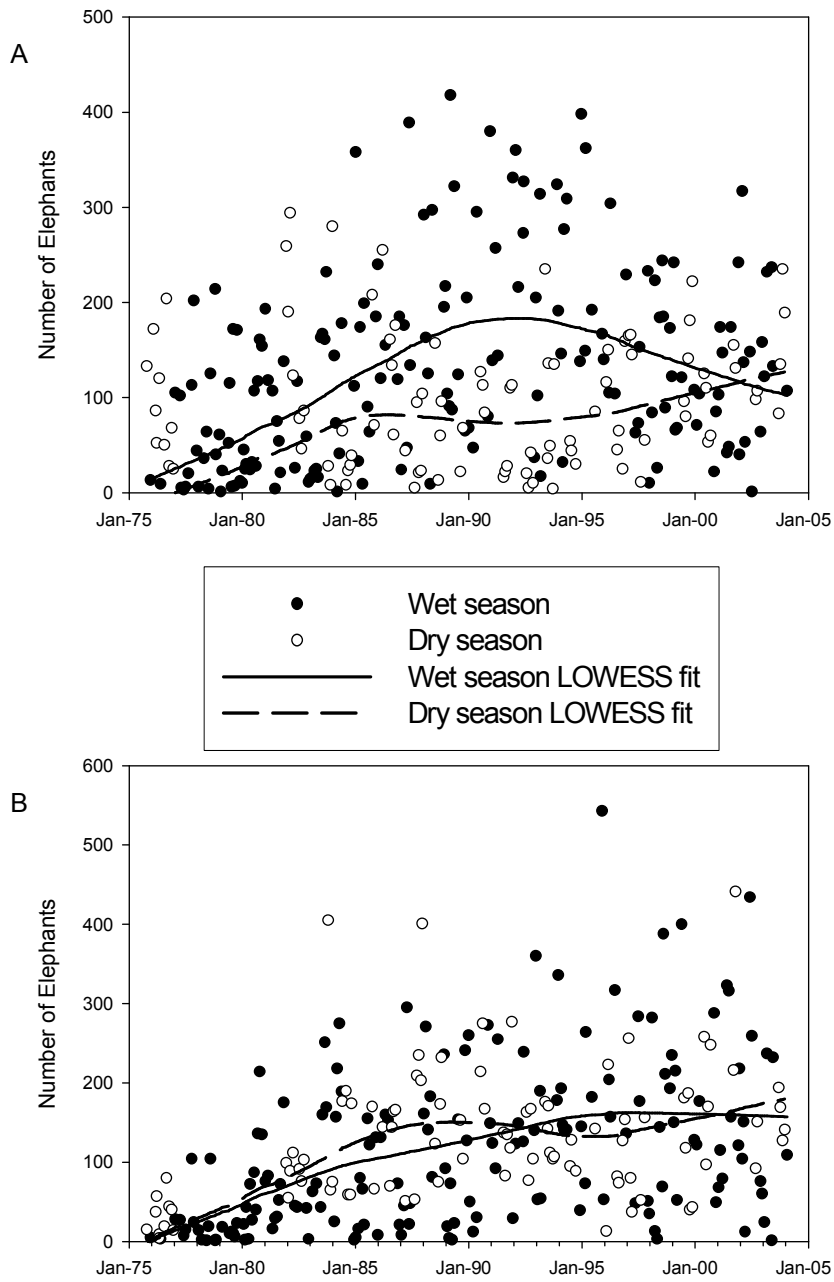 A
500
400
300
200
100
0
Number of Elephants
Jan-75 Jan-80 Jan-85 Jan-90 Jan-95 Jan-00 Jan-05
Wet season
Dry season
Wet season LOWESS fit
Dry season LOWESS fit
B
600
500
400
300
200
100
0
Number of Elephants
Jan-75 Jan-80 Jan-85 Jan-90 Jan-95 Jan-00 Jan-05